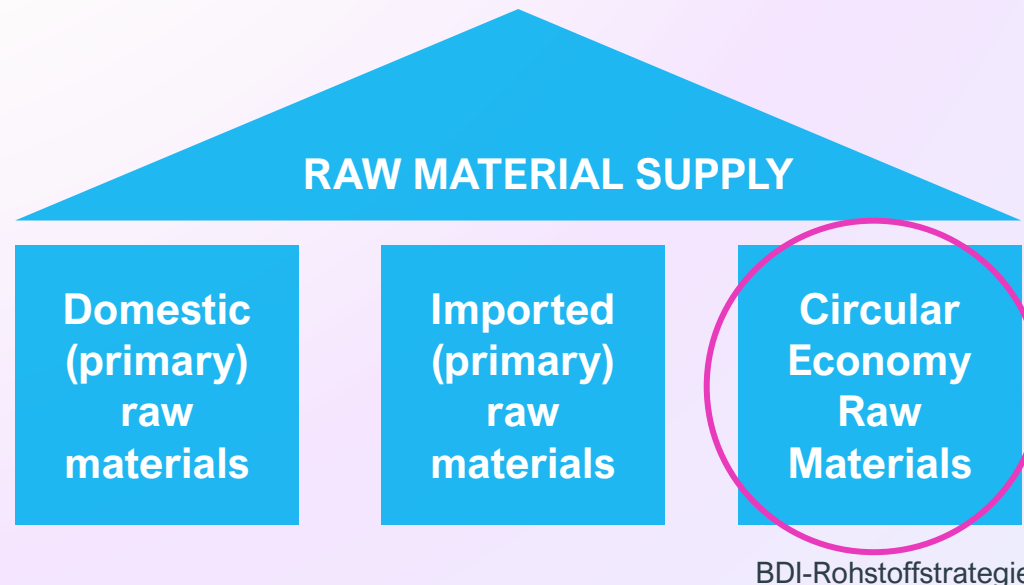 RAW MATERIAL SUPPLY
Domestic
(primary)
raw
materials
Imported
(primary)
raw
materials
Circular
Economy
Raw
Materials
BDI-Rohstoffstrategie